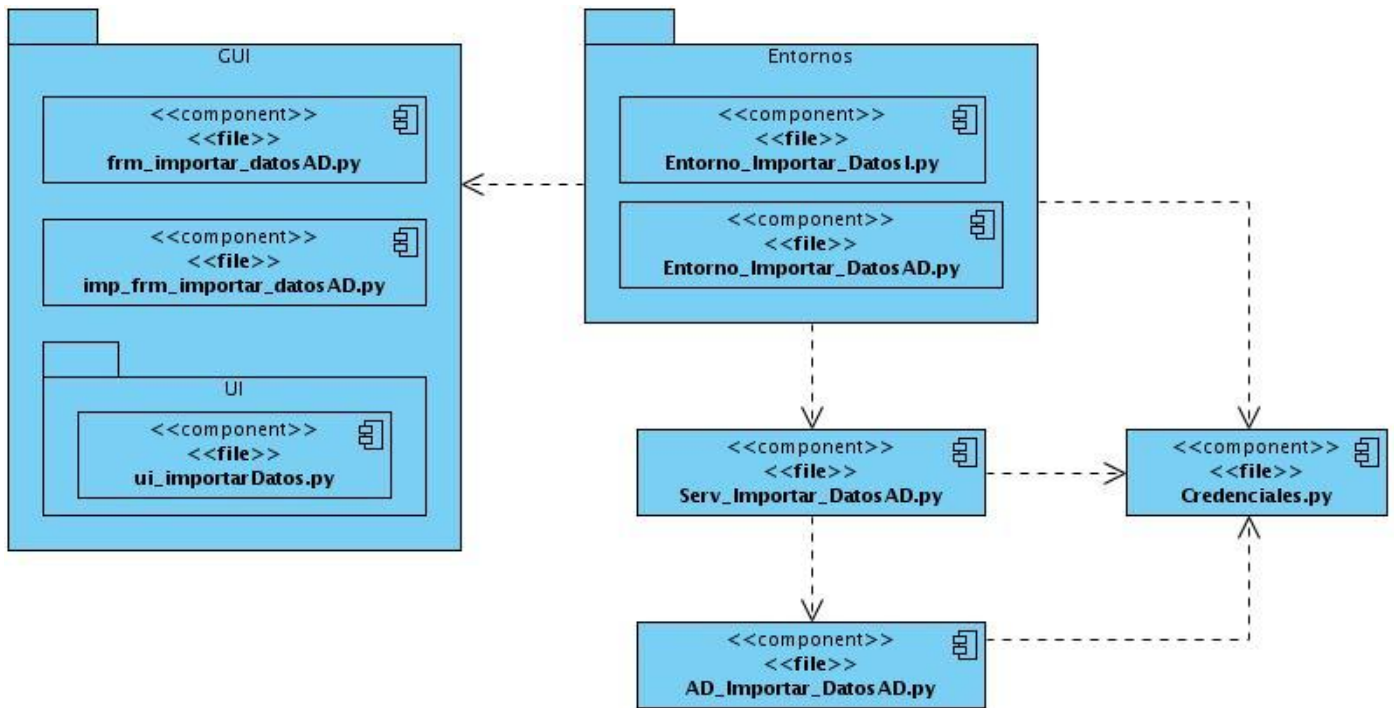 GUI
<<component>>
<<file>>
frm_importar_datosAD.py
<<component>>
<<file>>
imp_frm_importar_datosAD.py
UI
<<component>>
<<file>>
ui_importarDatos.py
Entornos
<<component>>
<<file>>
Entorno_Importar_DatosI.py
<<component>>
<<file>>
Entorno_Importar_DatosAD.py
<<component>>
<<file>>
Serv_Importar_DatosAD.py
<<component>>
<<file>>
Credenciales.py
<<component>>
<<file>>
AD_Importar_DatosAD.py